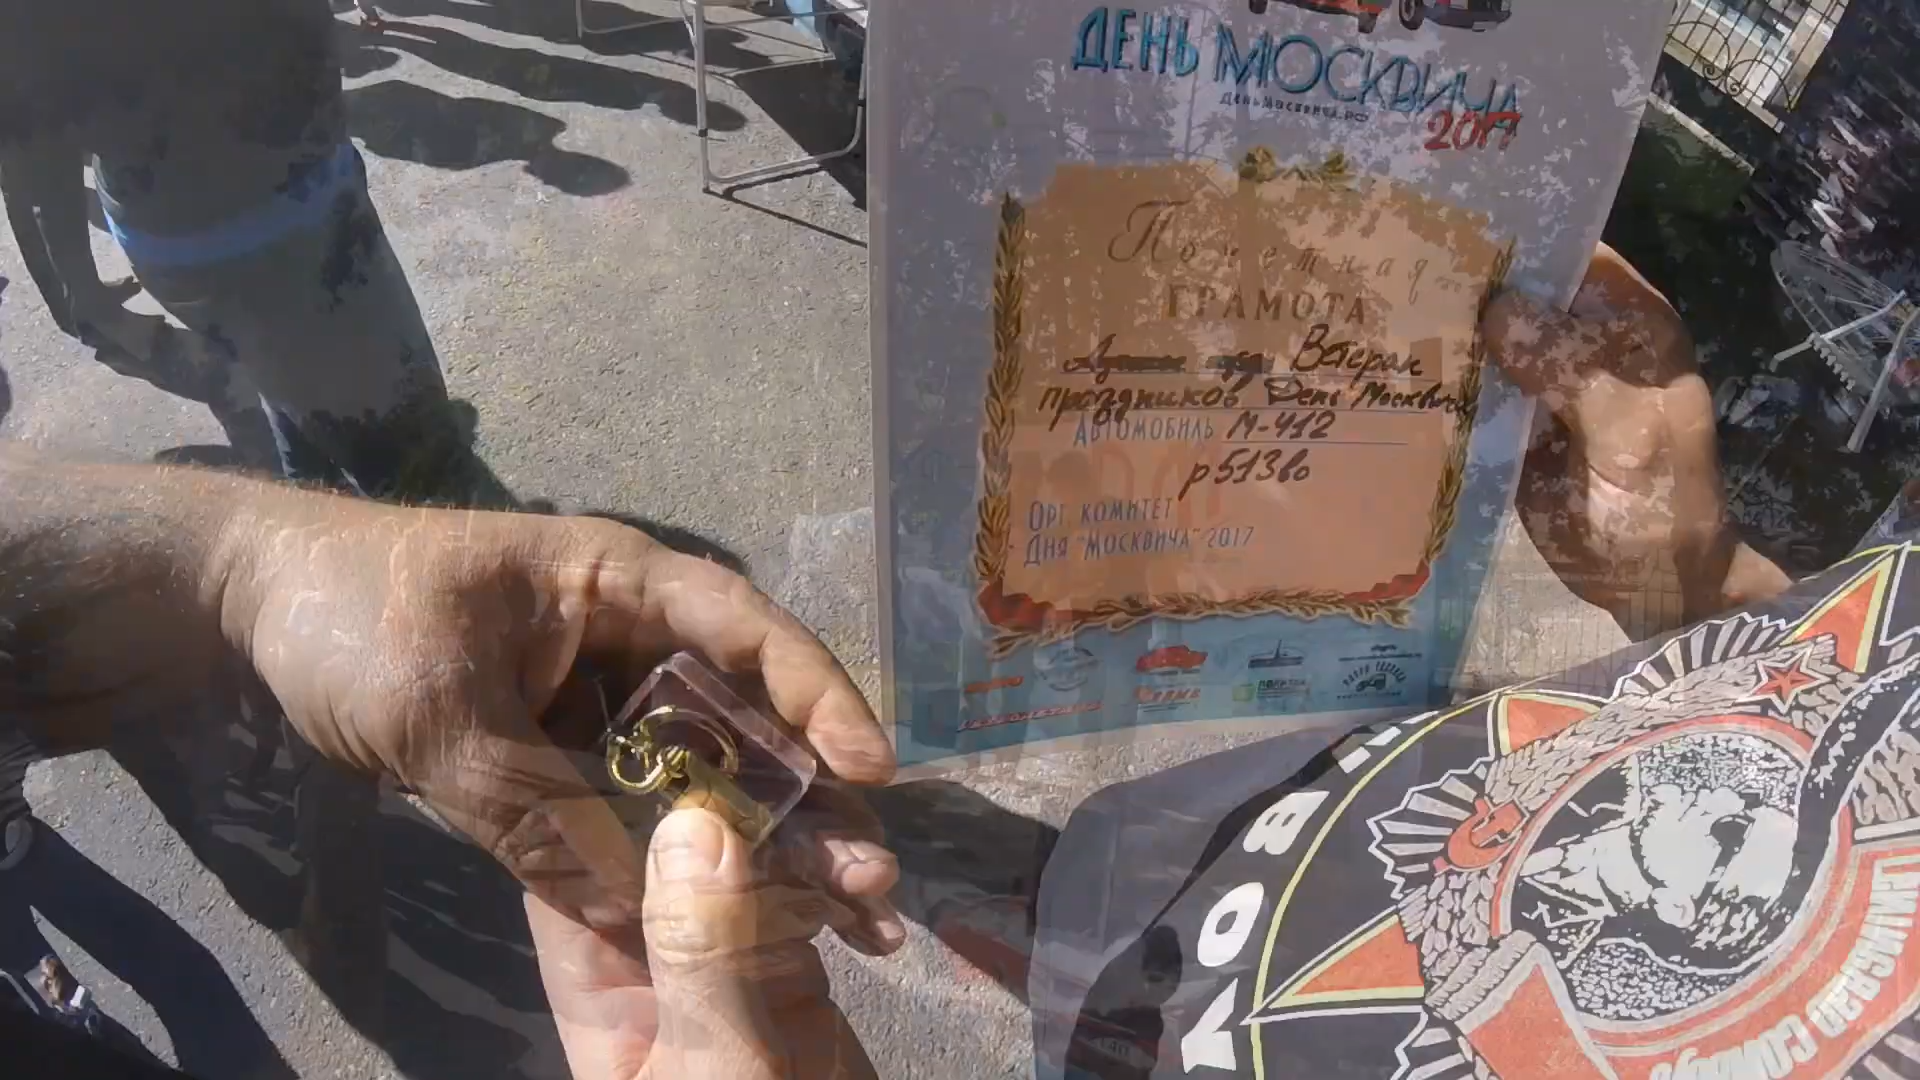 ДЕНЬ МОСКВИЧА
ДеньМосквича.рф
2017
Почетная
ГРАМОТА
Ветеран
праздников "День Москвича"
АВТОМОБИЛЬ М-412
р513во
ОРГ. КОМИТЕТ
ДНЯ "МОСКВИЧА" 2017